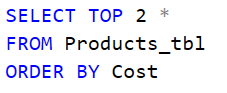 SELECT TOP 2 *
FROM Products_tbl
ORDER BY Cost